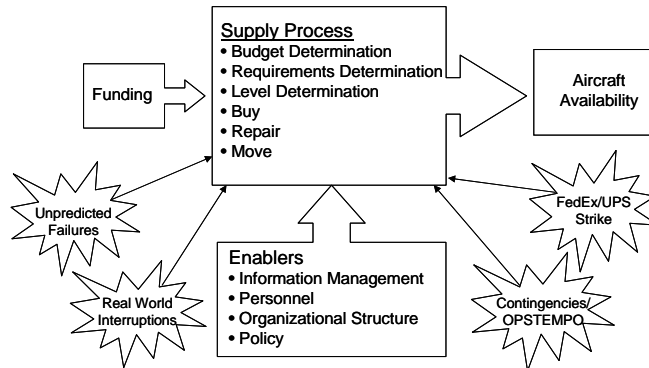 Supply Process
• Budget Determination
• Requirements Determination
• Level Determination
• Buy
• Repair
• Move
Funding
Aircraft
Availability
Unpredicted
Failures
FedEx/UPS
Strike
Enablers
• Information Management
• Personnel
• Organizational Structure
• Policy
Real World
Interruptions
Contingencies/
OPSTEMPO